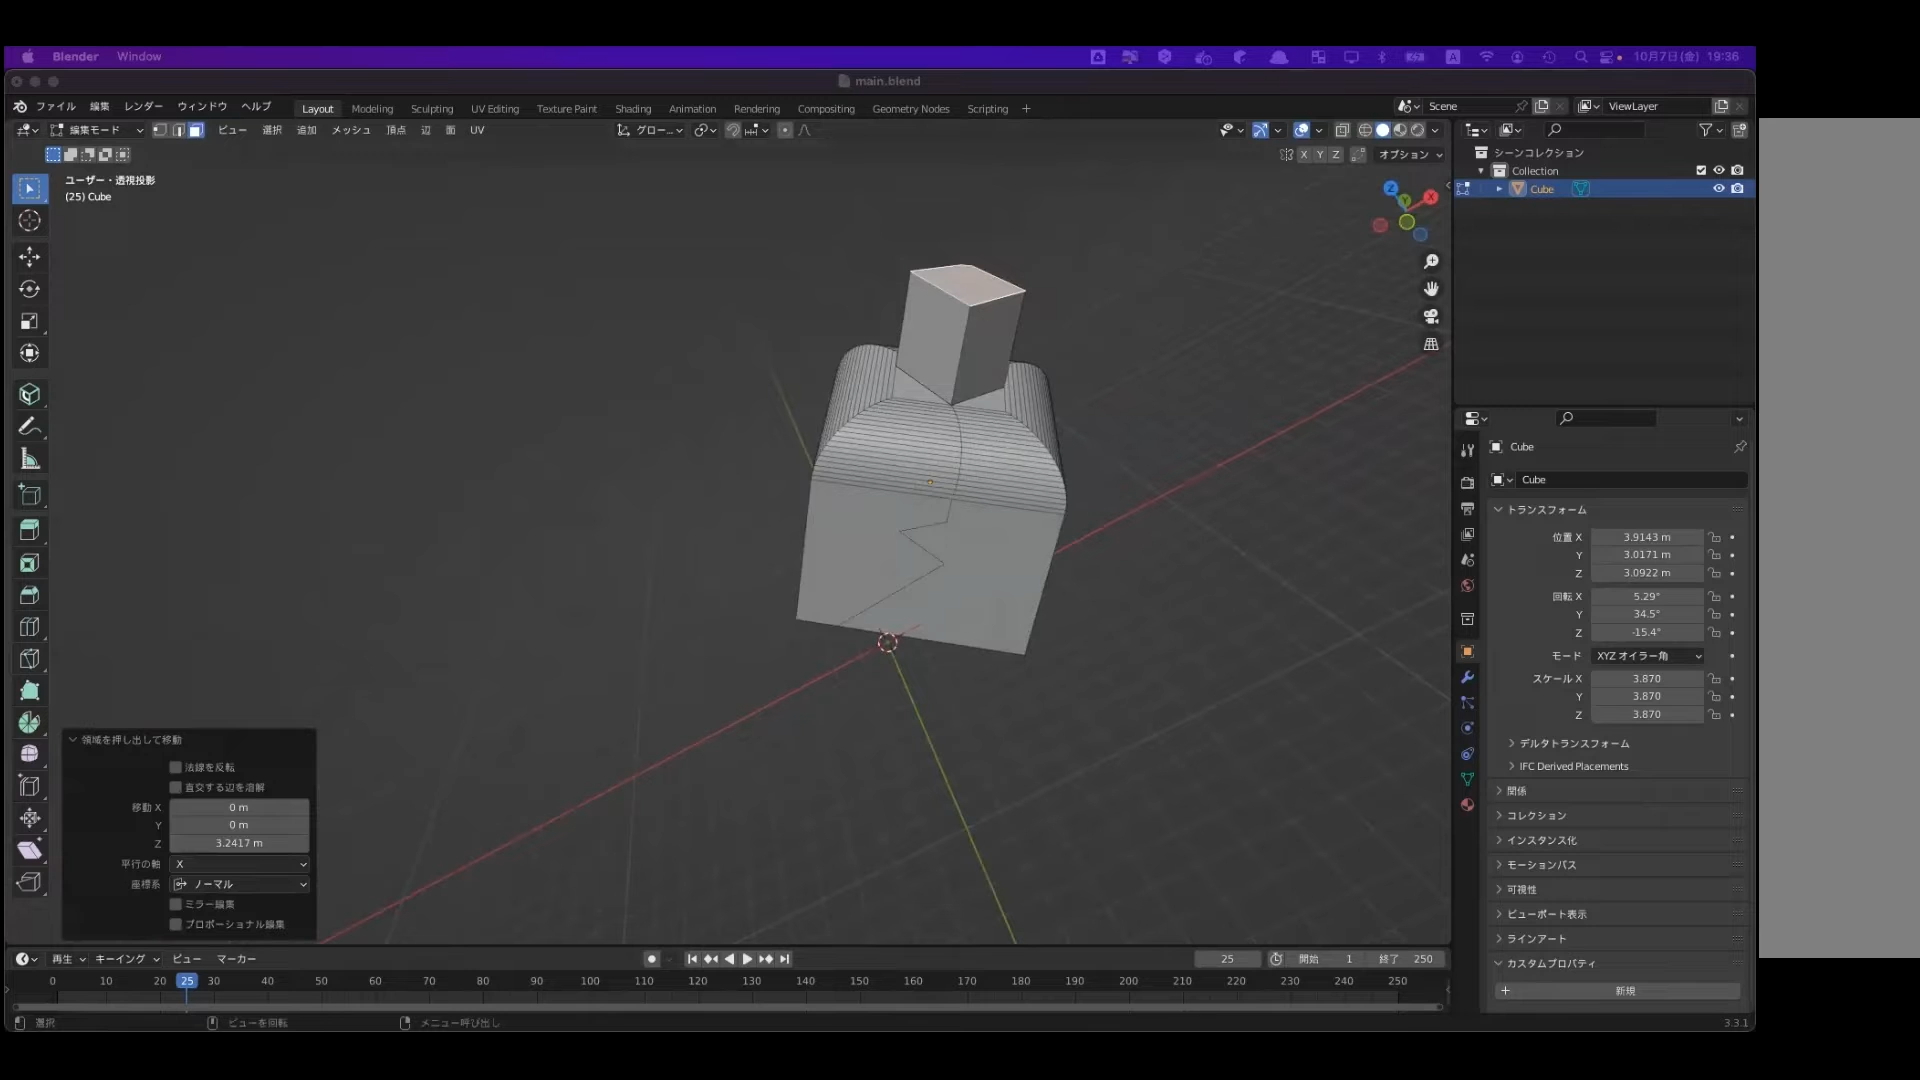 Blender Window 10月7日(金) 19:36
main.blend
ファイル 編集 レンダー ウィンドウ ヘルプ Layout Modeling Sculpting UV Editing Texture Paint Shading Animation Rendering Compositing Geometry Nodes Scripting + Scene ViewLayer
編集モード ビュー 選択 追加 メッシュ 頂点 辺 面 UV グロー...
X Y Z オプション
ユーザー・透視投影
(25) Cube
Z
Y
X
シーンコレクション
Collection
Cube
Cube
Cube
トランスフォーム
位置 X 3.9143 m
Y 3.0171 m
Z 3.0922 m
回転 X 5.29°
Y 34.5°
Z -15.4°
モード XYZ オイラー角
スケール X 3.870
Y 3.870
Z 3.870
デルタトランスフォーム
IFC Derived Placements
関係
コレクション
インスタンス化
モーションパス
可視性
ビューポート表示
ラインアート
カスタムプロパティ
+ 新規
領域を押し出して移動
法線を反転
直交する辺を溶解
移動 X 0 m
Y 0 m
Z 3.2417 m
平行の軸 X
座標系 ノーマル
ミラー編集
プロポーショナル編集
再生 キーイング ビュー マーカー 25 開始 1 終了 250
0 10 20 25 30 40 50 60 70 80 90 100 110 120 130 140 150 160 170 180 190 200 210 220 230 240 250
選択 ビューを回転 メニュー呼び出し 3.3.1